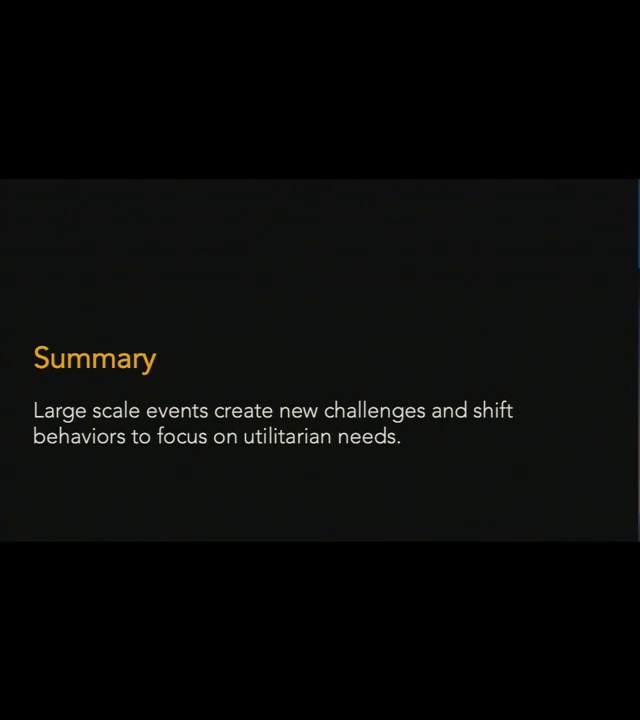 Summary
Large scale events create new challenges and shift
behaviors to focus on utilitarian needs.